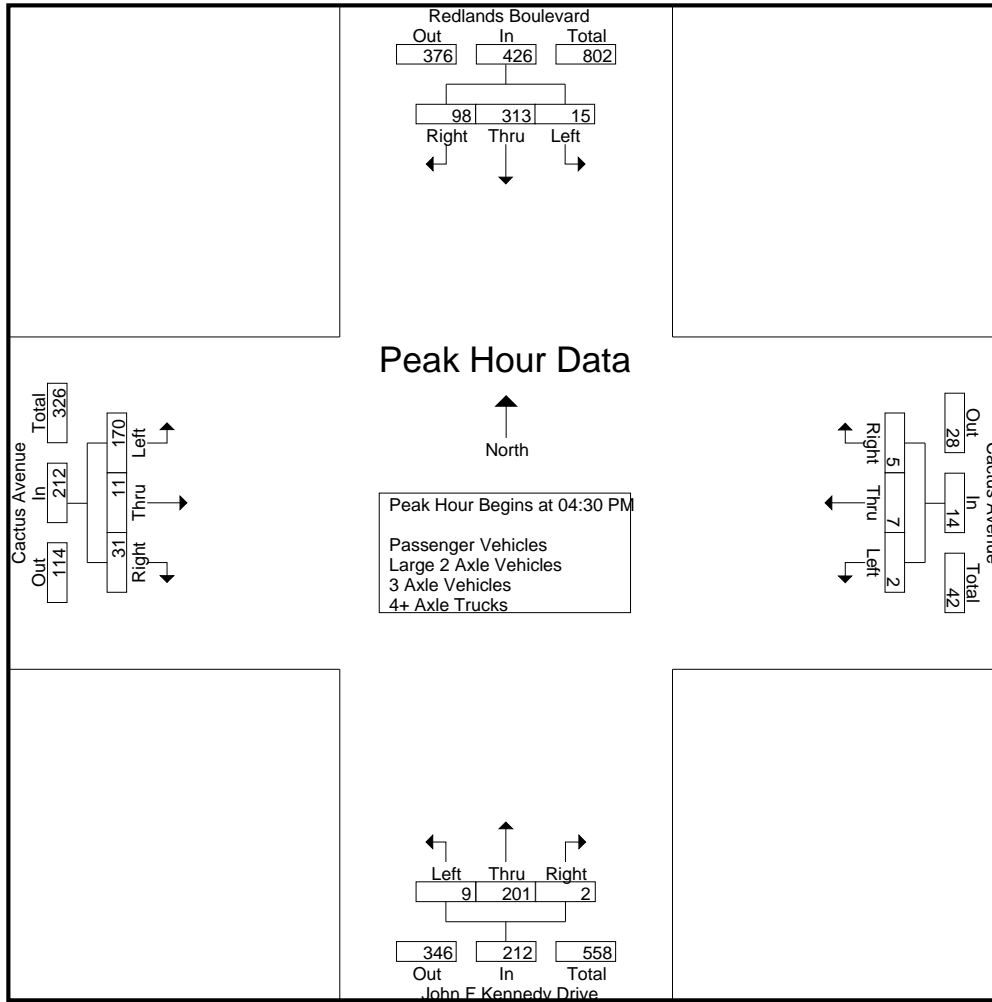 Redlands Boulevard
Out In Total
376 426 802
98 313 15
Right Thru Left
Peak Hour Data
North
Peak Hour Begins at 04:30 PM
Passenger Vehicles
Large 2 Axle Vehicles
3 Axle Vehicles
4+ Axle Trucks
Cactus Avenue
Out In Total
114 212 326
31 11 170
Right Thru Left
Cactus Avenue
Out In Total
28 14 42
5 7 2
Right Thru Left
Left Thru Right
9 201 2
346 212 558
Out In Total
John F Kennedy Drive